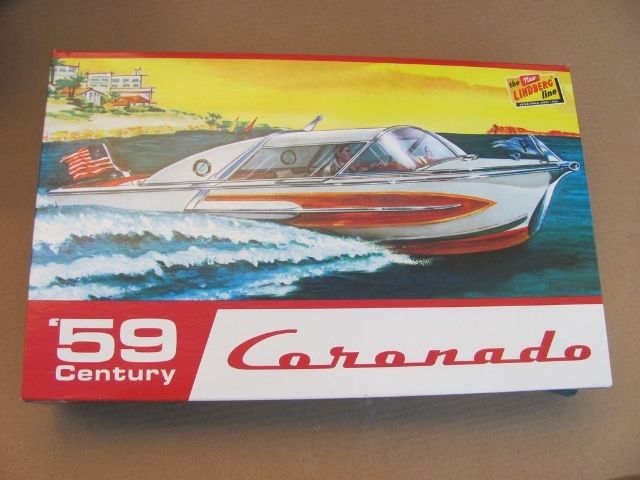 the New
LINDBERG
line
'59
Century
Coronado